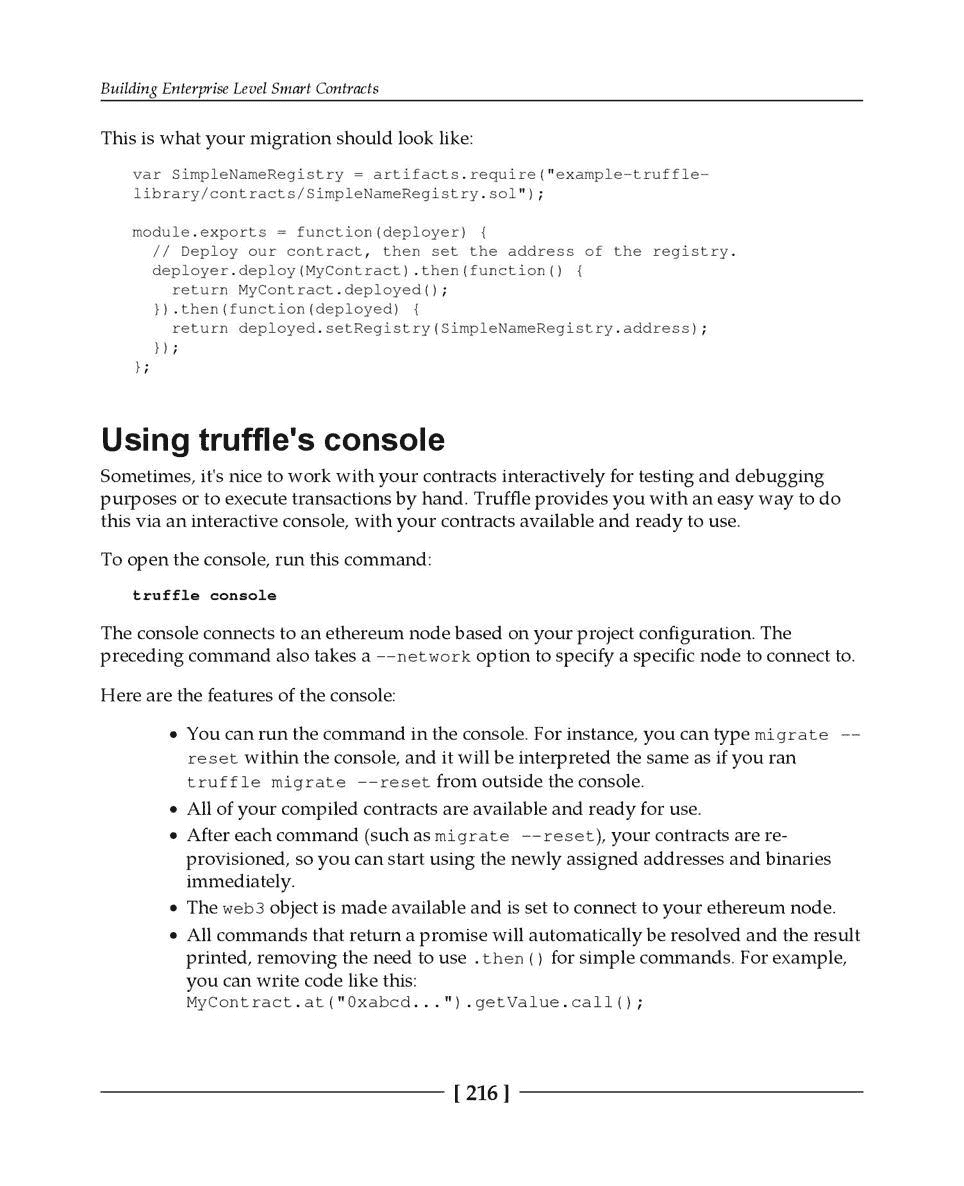 Building Enterprise Level Smart Contracts
This is what your migration should look like:
var SimpleNameRegistry = artifacts.require("example-truffle-
library/contracts/SimpleNameRegistry.sol");
module.exports = function(deployer) {
// Deploy our contract, then set the address of the registry.
deployer.deploy(MyContract).then(function() {
return MyContract.deployed();
}).then(function(deployed) {
return deployed.setRegistry(SimpleNameRegistry.address);
});
};
Using truffle's console
Sometimes, it's nice to work with your contracts interactively for testing and debugging
purposes or to execute transactions by hand. Truffle provides you with an easy way to do
this via an interactive console, with your contracts available and ready to use.
To open the console, run this command:
truffle console
The console connects to an ethereum node based on your project configuration. The
preceding command also takes a --network option to specify a specific node to connect to.
Here are the features of the console:
• You can run the command in the console. For instance, you can type migrate --
reset within the console, and it will be interpreted the same as if you ran
truffle migrate --reset from outside the console.
• All of your compiled contracts are available and ready for use.
• After each command (such as migrate --reset), your contracts are re-
provisioned, so you can start using the newly assigned addresses and binaries
immediately.
• The web3 object is made available and is set to connect to your ethereum node.
• All commands that return a promise will automatically be resolved and the result
printed, removing the need to use .then() for simple commands. For example,
you can write code like this:
MyContract.at("0xabcd...").getValue.call();
[ 216 ]